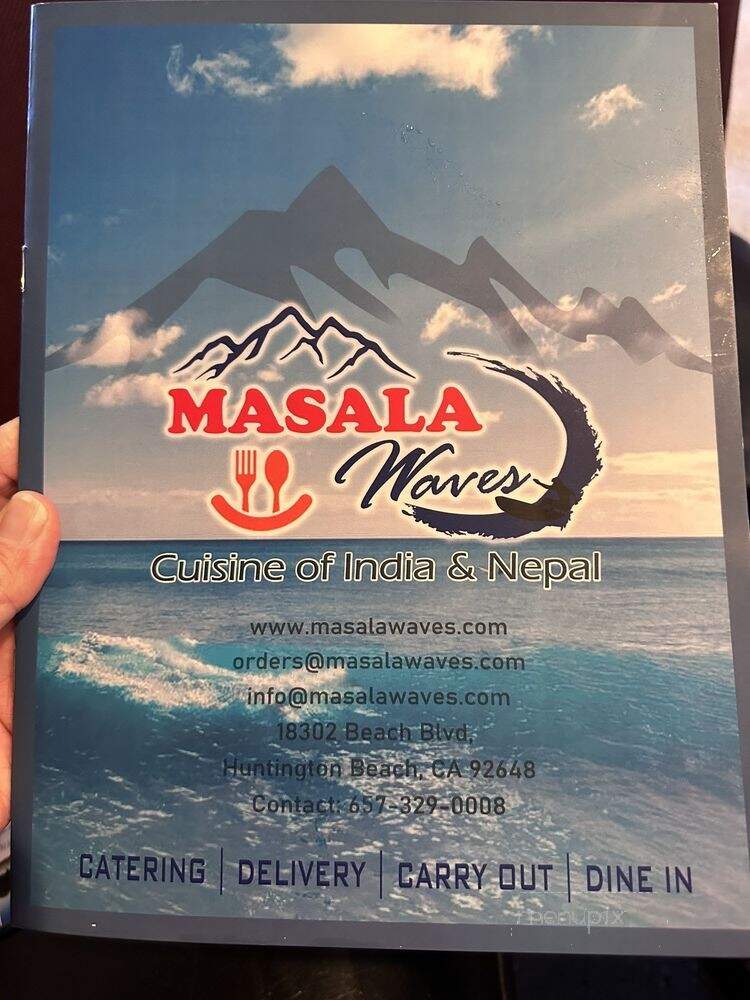 MASALA
Waves
Cuisine of India & Nepal
www.masalawaves.com
orders@masalawaves.com
info@masalawaves.com
18302 Beach Blvd,
Huntington Beach, CA 92648
Contact: 657-329-0008
CATERING | DELIVERY | CARRY OUT | DINE IN
menupix